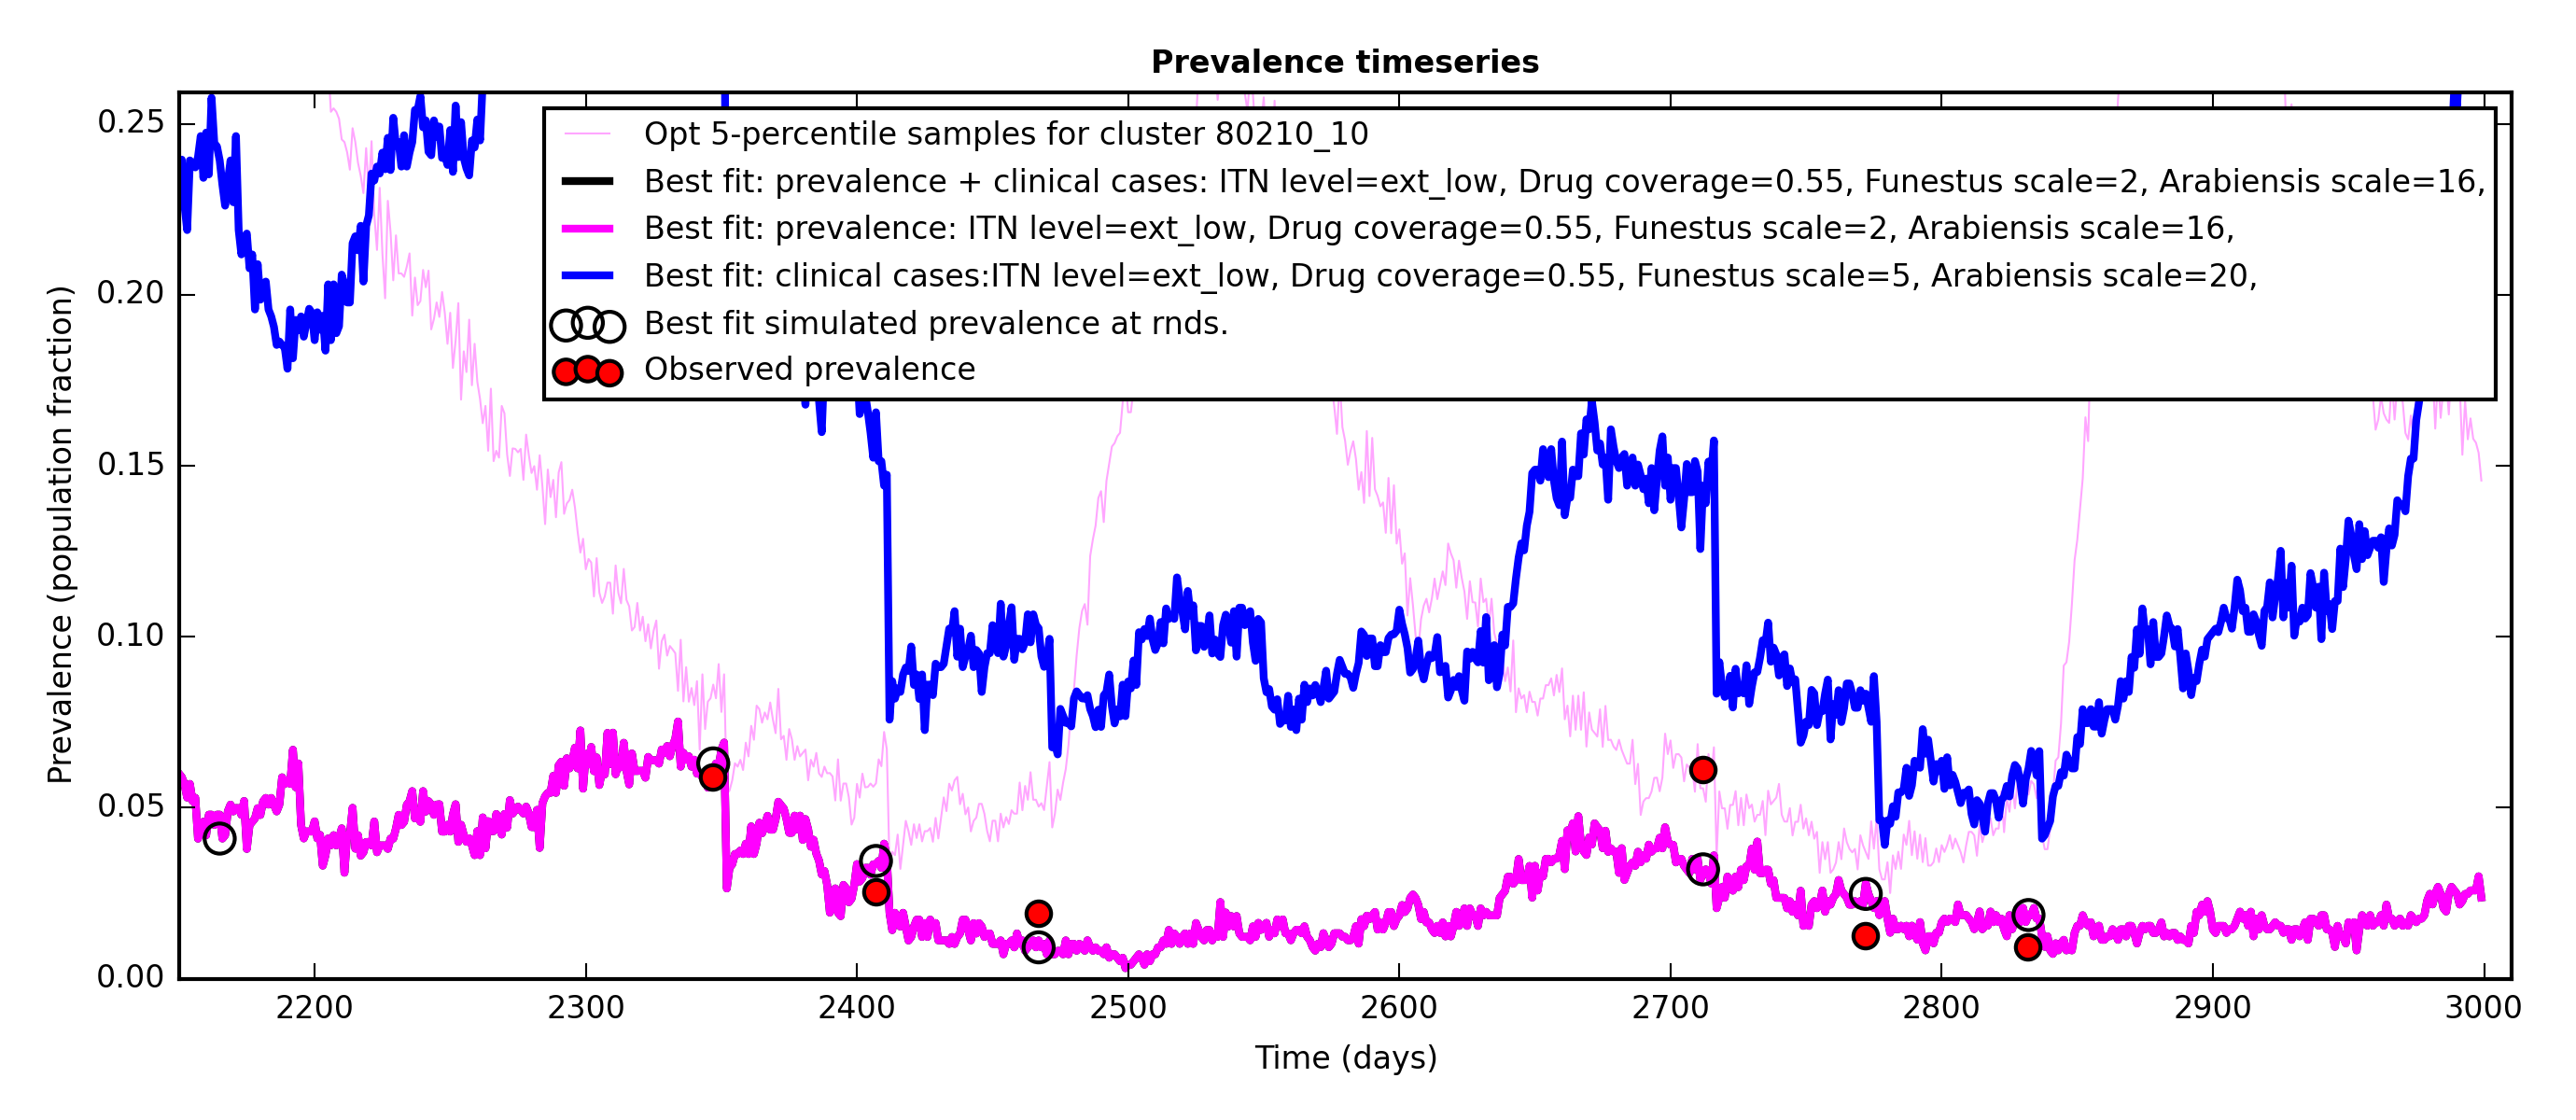 Prevalence timeseries
Opt 5-percentile samples for cluster 80210_10
Best fit: prevalence + clinical cases: ITN level=ext_low, Drug coverage=0.55, Funestus scale=2, Arabiensis scale=16,
Best fit: prevalence: ITN level=ext_low, Drug coverage=0.55, Funestus scale=2, Arabiensis scale=16,
Best fit: clinical cases:ITN level=ext_low, Drug coverage=0.55, Funestus scale=5, Arabiensis scale=20,
Best fit simulated prevalence at rnds.
Observed prevalence
Prevalence (population fraction)
0.25
0.20
0.15
0.10
0.05
0.00
2200 2300 2400 2500 2600 2700 2800 2900 3000
Time (days)